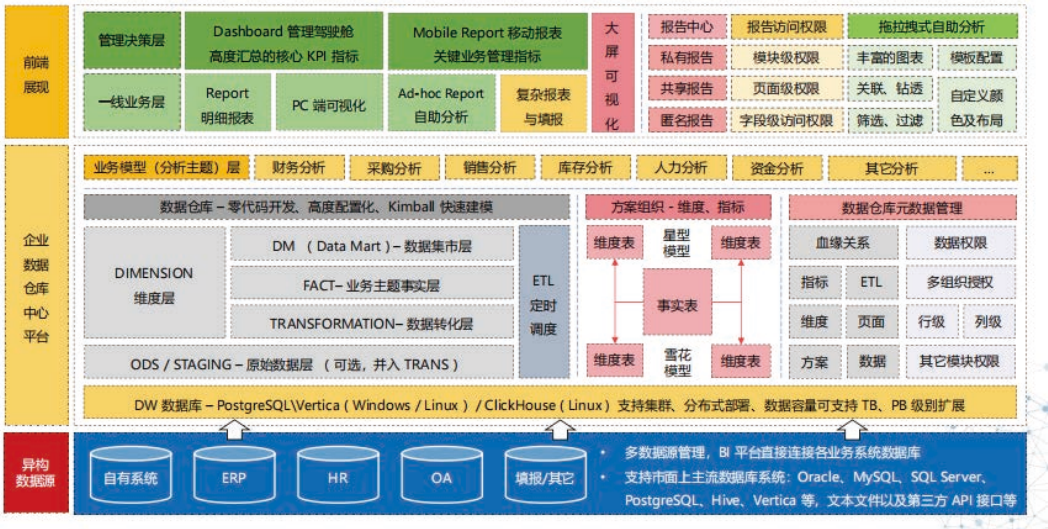 前端
展现
管理决策层
Dashboard 管理驾驶舱
高度汇总的核心 KPI 指标
Mobile Report 移动报表
关键业务管理指标
一线业务层
Report
明细报表
PC 端可视化
Ad-hoc Report
自助分析
复杂报表
与填报
大
屏
可
视
化
报告中心
报告访问权限
拖拉拽式自助分析
私有报告
模块级权限
丰富的图表
模板配置
共享报告
页面级权限
关联、钻透
自定义颜
色及布局
匿名报告
字段级访问权限
筛选、过滤
企业
数据
仓库
中心
平台
业务模型（分析主题）层
财务分析
采购分析
销售分析
库存分析
人力分析
资金分析
其它分析
...
数据仓库 – 零代码开发、高度配置化、Kimball 快速建模
DIMENSION
维度层
DM （Data Mart）– 数据集市层
FACT– 业务主题事实层
TRANSFORMATION– 数据转化层
ODS / STAGING – 原始数据层 （可选，并入 TRANS）
ETL
定时
调度
方案组织 - 维度、指标
维度表
星型
模型
维度表
事实表
维度表
雪花
模型
维度表
数据仓库元数据管理
血缘关系
数据权限
指标
ETL
多组织授权
维度
页面
行级
列级
方案
数据
其它模块权限
DW 数据库 – PostgreSQL\Vertica（Windows / Linux）/ ClickHouse（Linux）支持集群、分布式部署、数据容量可支持 TB、PB 级别扩展
异构
数据源
自有系统
ERP
HR
OA
填报/其它
• 多数据源管理，BI 平台直接连接各业务系统数据库
• 支持市面上主流数据库系统：Oracle、MySQL、SQL Server、
PostgreSQL、Hive、Vertica 等，文本文件以及第三方 API 接口等